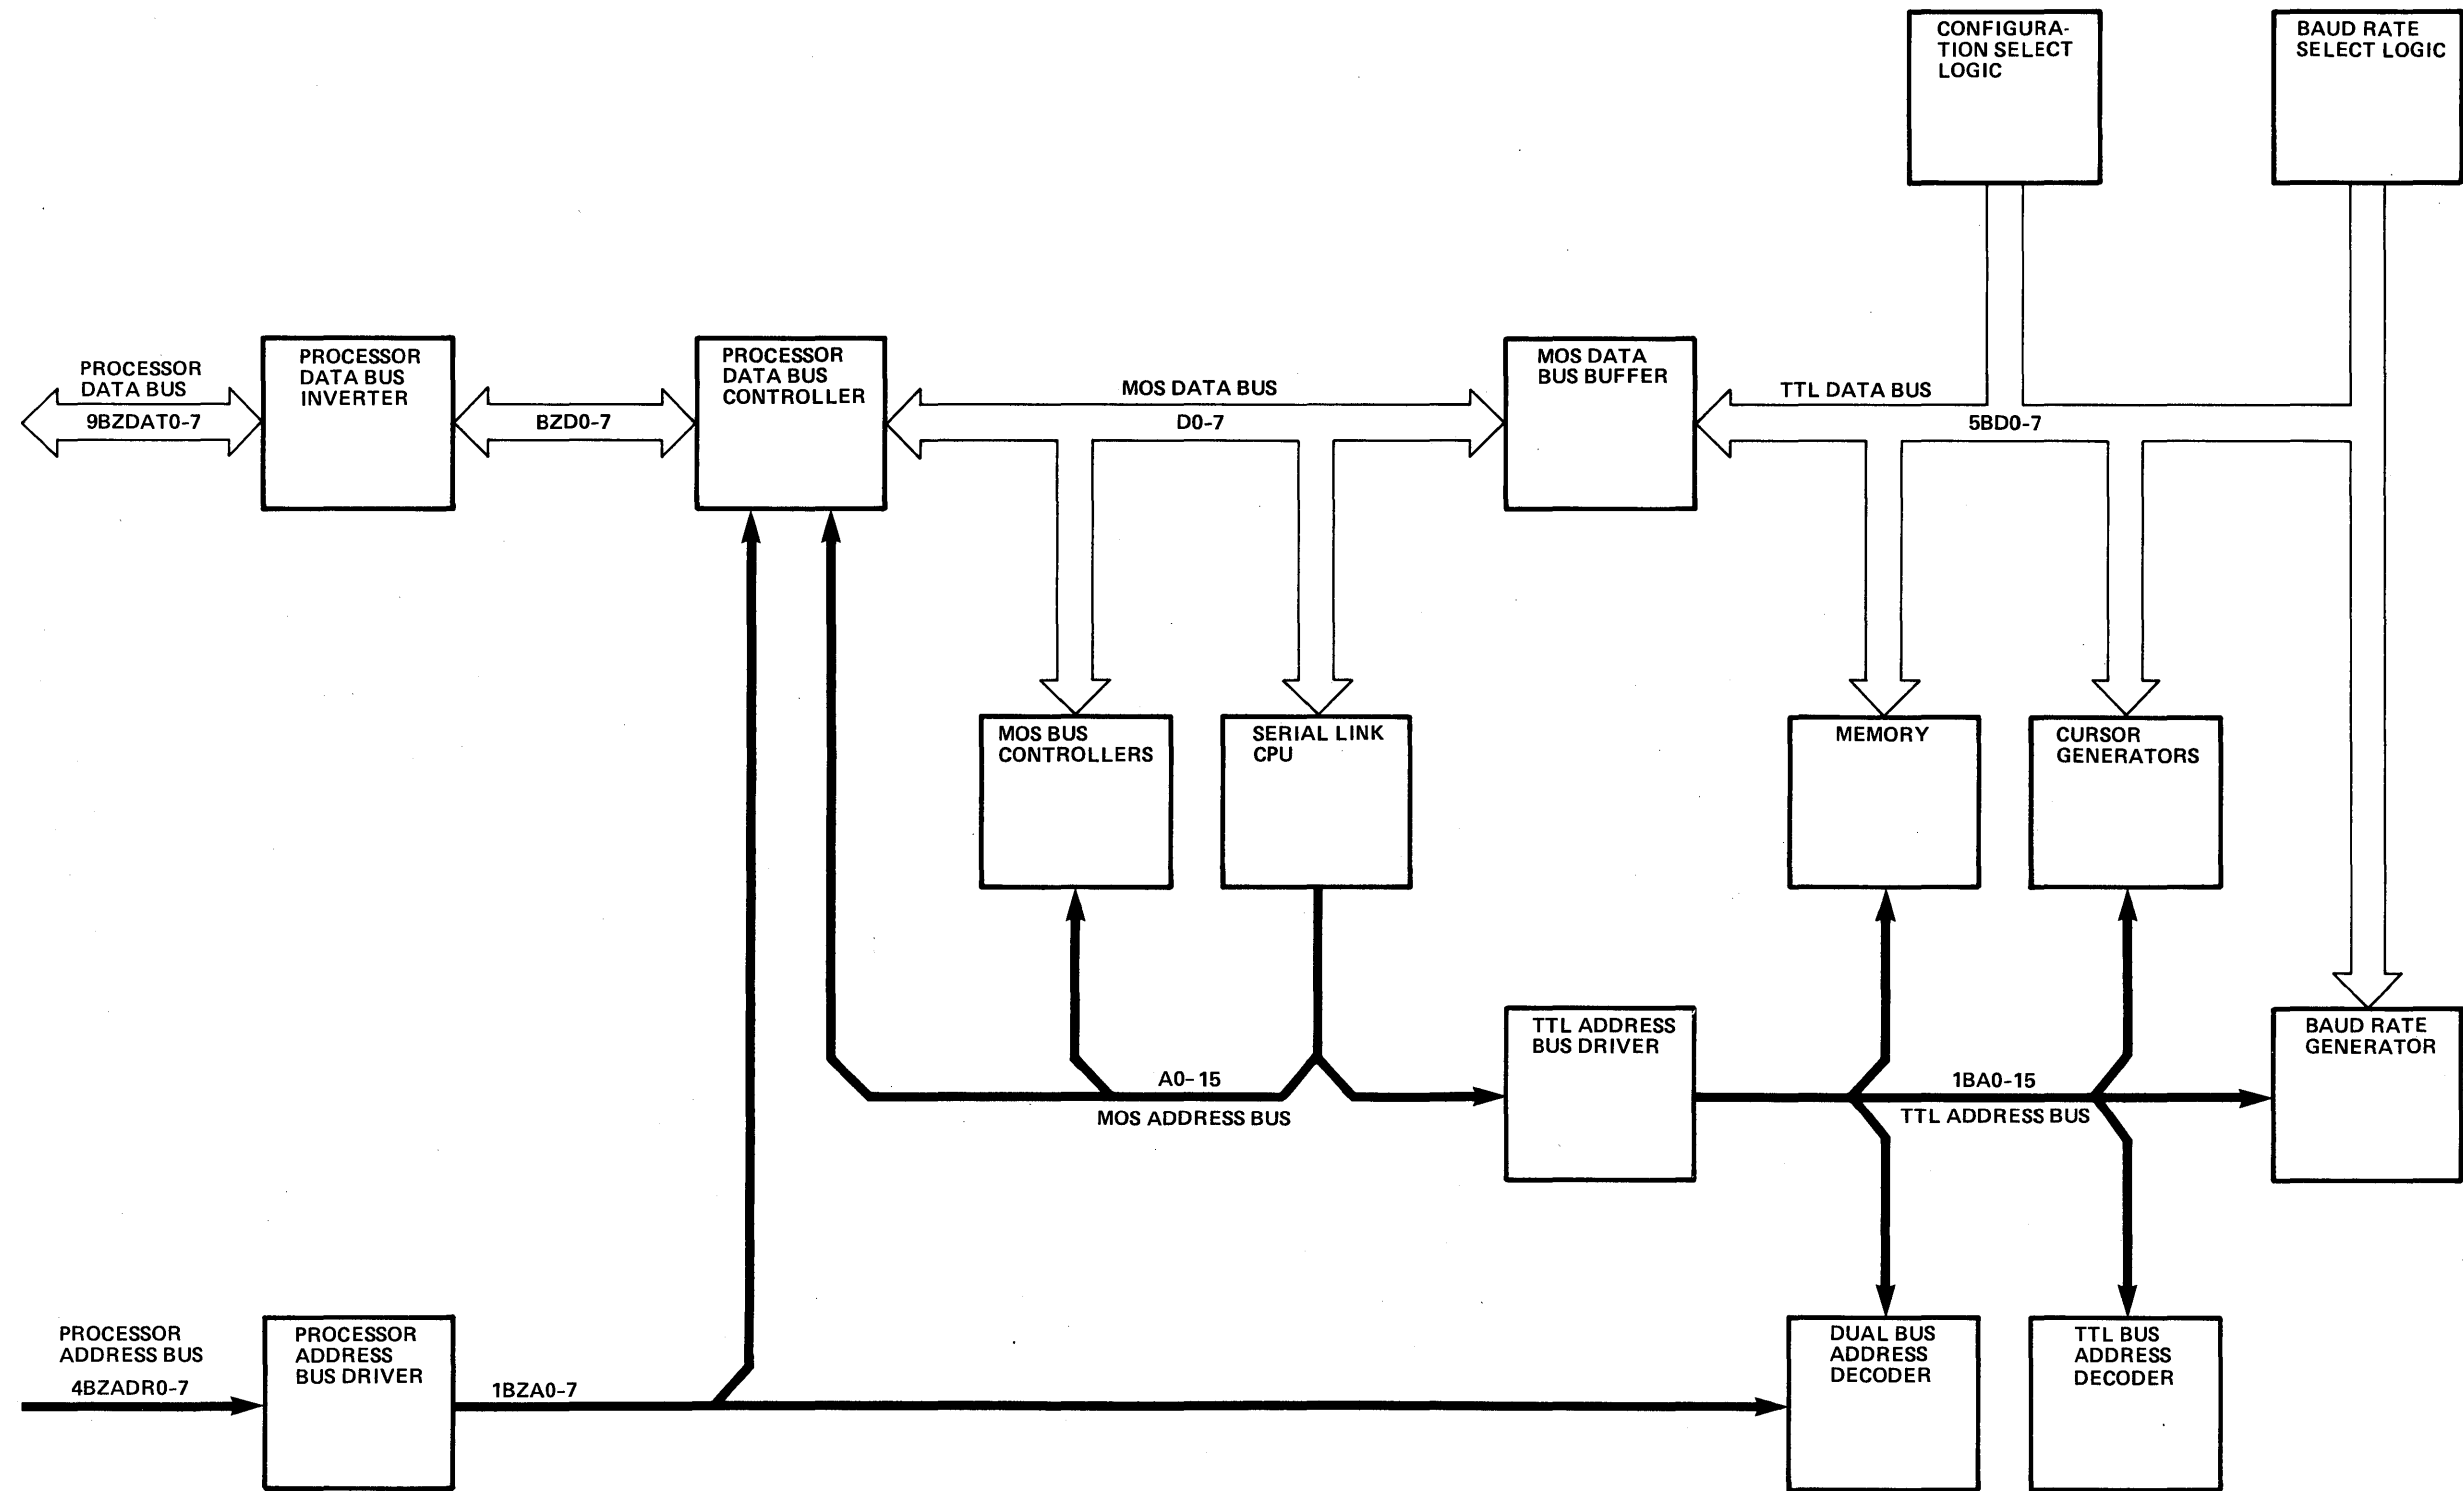 CONFIGURA-
TION SELECT
LOGIC
BAUD RATE
SELECT LOGIC
PROCESSOR
DATA BUS
9BZDAT0-7
PROCESSOR
DATA BUS
INVERTER
BZD0-7
PROCESSOR
DATA BUS
CONTROLLER
MOS DATA BUS
D0-7
MOS DATA
BUS BUFFER
TTL DATA BUS
5BD0-7
MOS BUS
CONTROLLERS
SERIAL LINK
CPU
MEMORY
CURSOR
GENERATORS
A0-15
MOS ADDRESS BUS
TTL ADDRESS
BUS DRIVER
1BA0-15
TTL ADDRESS BUS
BAUD RATE
GENERATOR
PROCESSOR
ADDRESS BUS
4BZADR0-7
PROCESSOR
ADDRESS
BUS DRIVER
1BZA0-7
DUAL BUS
ADDRESS
DECODER
TTL BUS
ADDRESS
DECODER